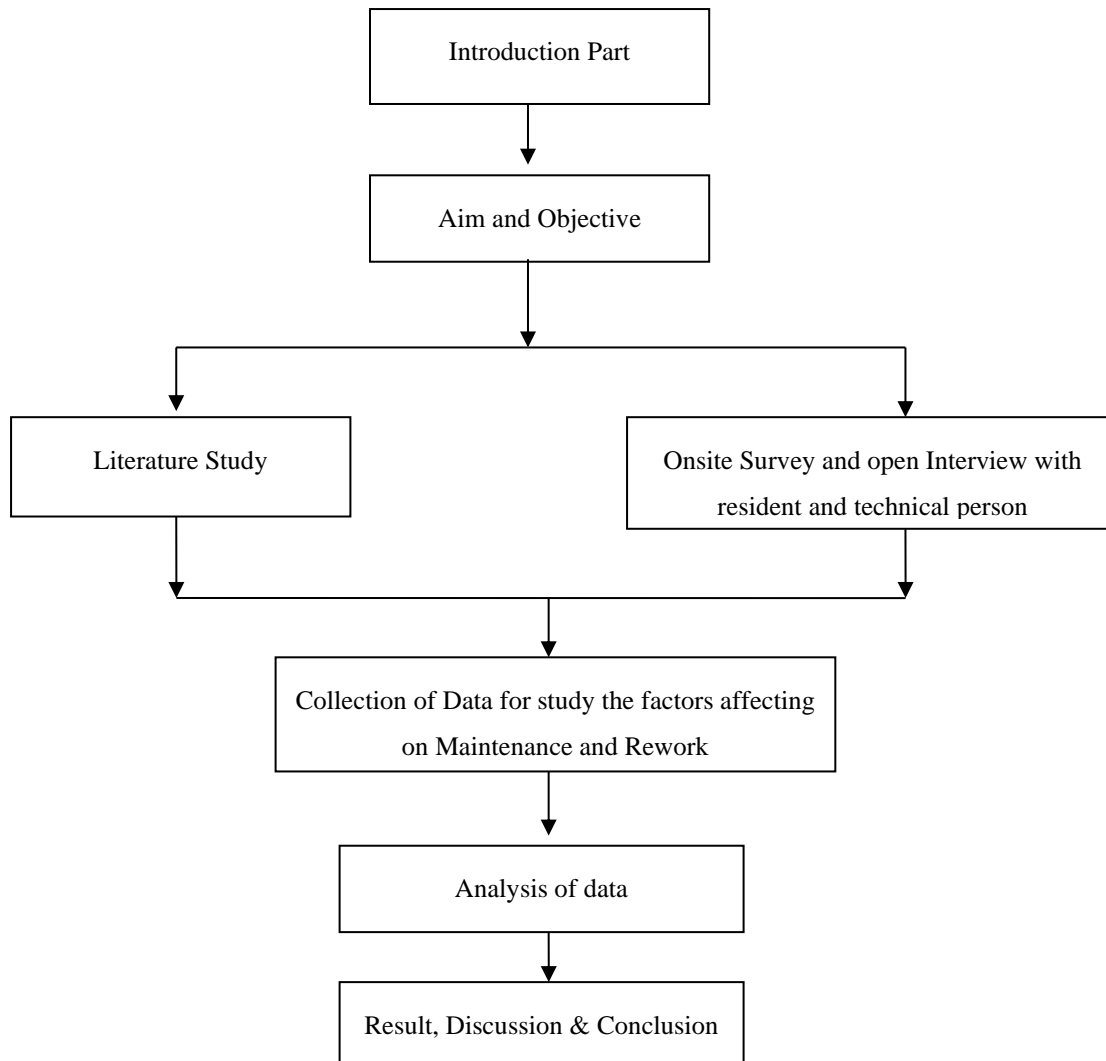 Introduction Part
Aim and Objective
Literature Study
Onsite Survey and open Interview with
resident and technical person
Collection of Data for study the factors affecting
on Maintenance and Rework
Analysis of data
Result, Discussion & Conclusion